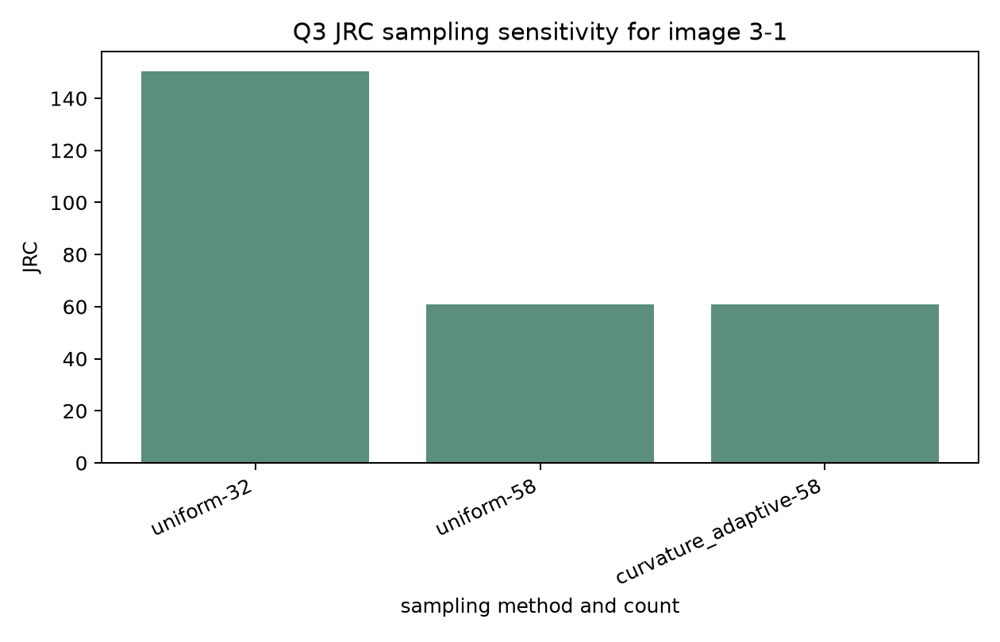 Q3 JRC sampling sensitivity for image 3-1
JRC
140
120
100
80
60
40
20
0
uniform-32
uniform-58
curvature_adaptive-58
sampling method and count